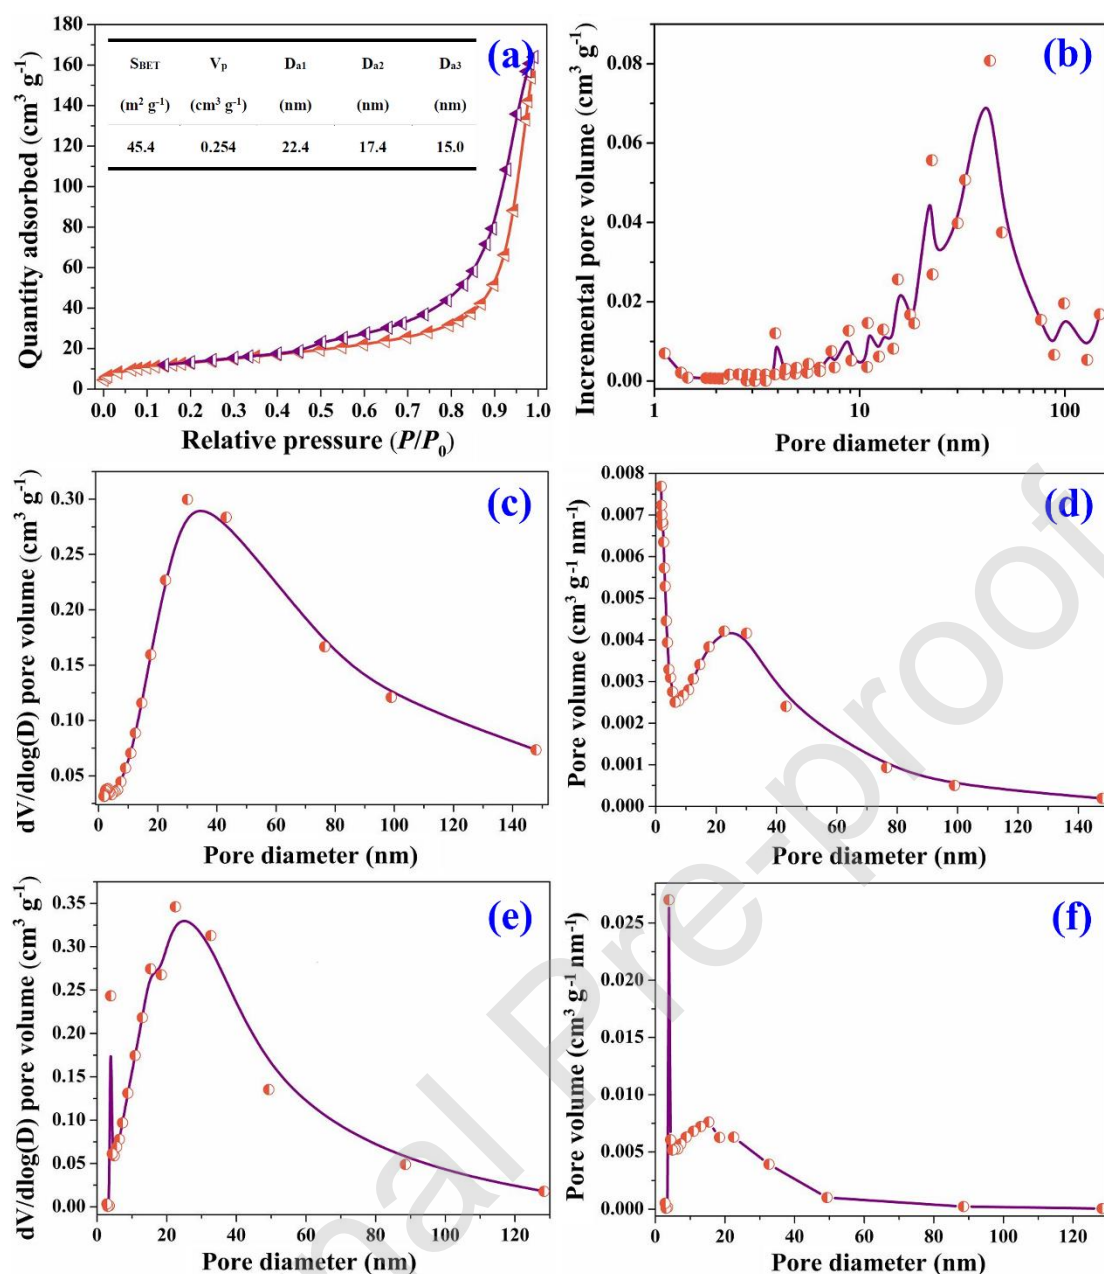 (a)
Quantity adsorbed (cm³ g⁻¹)
180
160
140
120
100
80
60
40
20
0
S_BET V_p D_a1 D_a2 D_a3
(m² g⁻¹) (cm³ g⁻¹) (nm) (nm) (nm)
45.4 0.254 22.4 17.4 15.0
0.0 0.1 0.2 0.3 0.4 0.5 0.6 0.7 0.8 0.9 1.0
Relative pressure (P/P₀)
(b)
Incremental pore volume (cm³ g⁻¹)
0.08
0.06
0.04
0.02
0.00
1 10 100
Pore diameter (nm)
(c)
dV/dlog(D) pore volume (cm³ g⁻¹)
0.30
0.25
0.20
0.15
0.10
0.05
0 20 40 60 80 100 120 140
Pore diameter (nm)
(d)
Pore volume (cm³ g⁻¹ nm⁻¹)
0.008
0.007
0.006
0.005
0.004
0.003
0.002
0.001
0.000
0 20 40 60 80 100 120 140
Pore diameter (nm)
(e)
dV/dlog(D) pore volume (cm³ g⁻¹)
0.35
0.30
0.25
0.20
0.15
0.10
0.05
0.00
0 20 40 60 80 100 120
Pore diameter (nm)
(f)
Pore volume (cm³ g⁻¹ nm⁻¹)
0.025
0.020
0.015
0.010
0.005
0.000
0 20 40 60 80 100 120
Pore diameter (nm)
nal Pre-proof